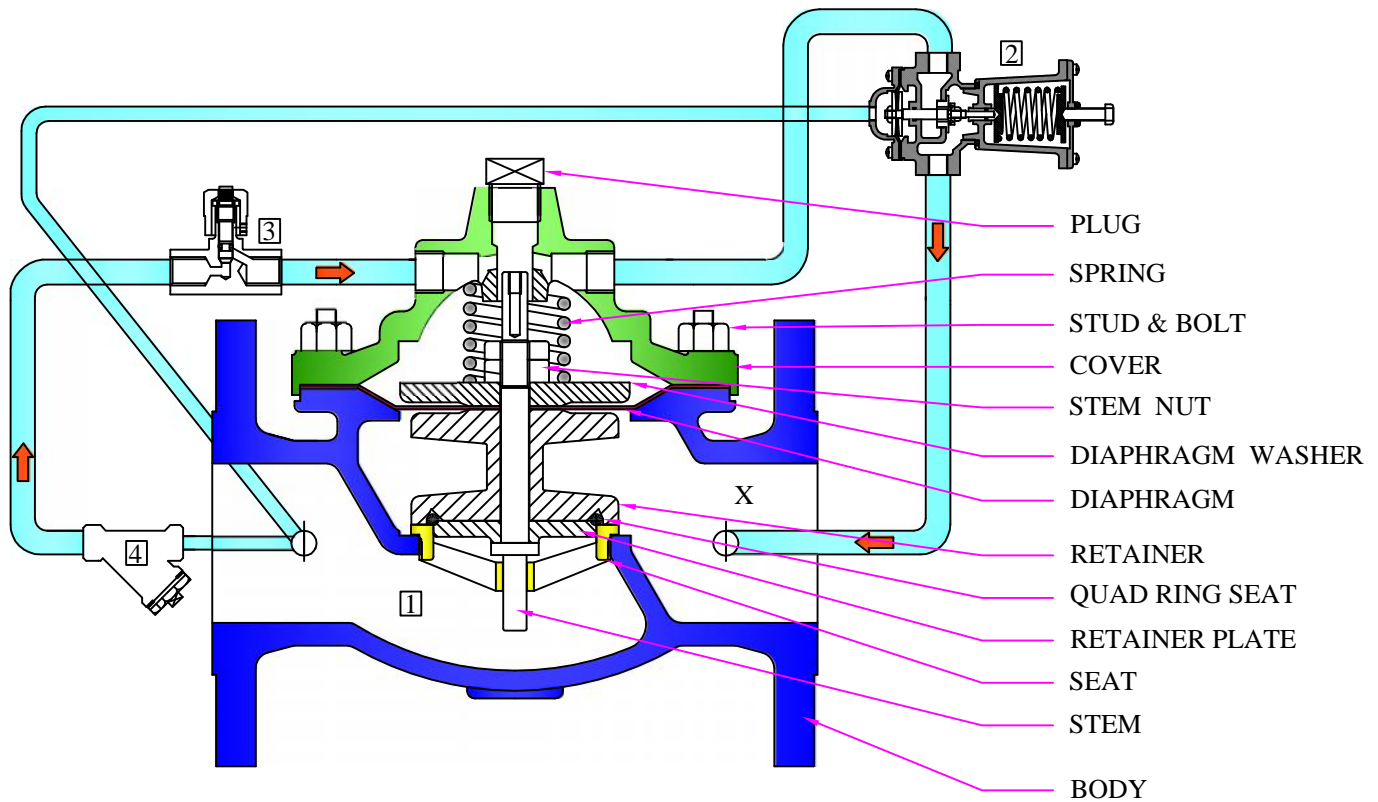 2
3
PLUG
SPRING
STUD & BOLT
COVER
STEM NUT
DIAPHRAGM WASHER
X
DIAPHRAGM
4
RETAINER
1
QUAD RING SEAT
RETAINER PLATE
SEAT
STEM
BODY